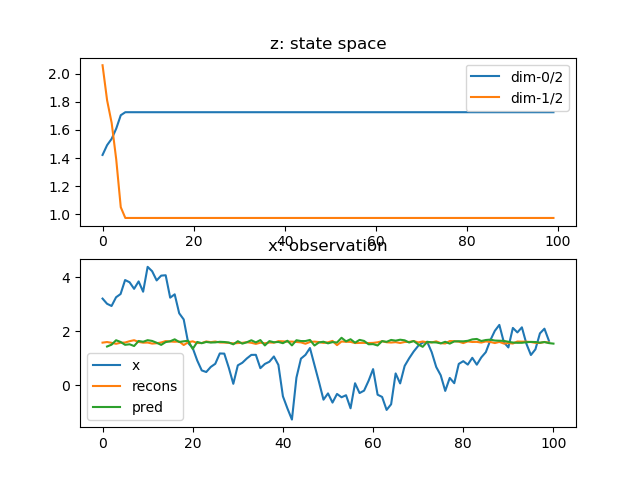 z: state space
2.0
1.8
1.6
1.4
1.2
1.0
dim-0/2
dim-1/2
0 20 40 60 80 100
x: observation
4
2
0
x
recons
pred
0 20 40 60 80 100